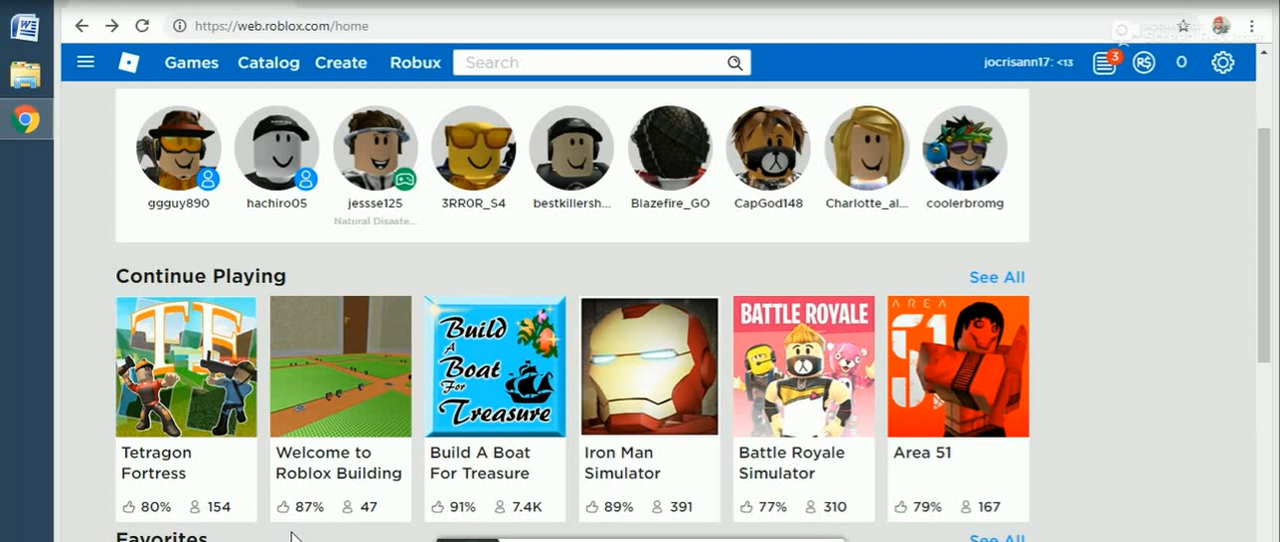 https://web.roblox.com/home
Games Catalog Create Robux Search jocrisann17: <13 3 R$ 0
ggguy890 hachiro05 jessse125 3RR0R_S4 bestkillersh... Blazefire_GO CapGod148 Charlotte_al... coolerbromg
Natural Disaste...
Continue Playing See All
TF
Build A Boat For Treasure
BATTLE ROYALE
AREA 51
Tetragon Fortress
80% 154
Welcome to Roblox Building
87% 47
Build A Boat For Treasure
91% 7.4K
Iron Man Simulator
89% 391
Battle Royale Simulator
77% 310
Area 51
79% 167
Favorites See All